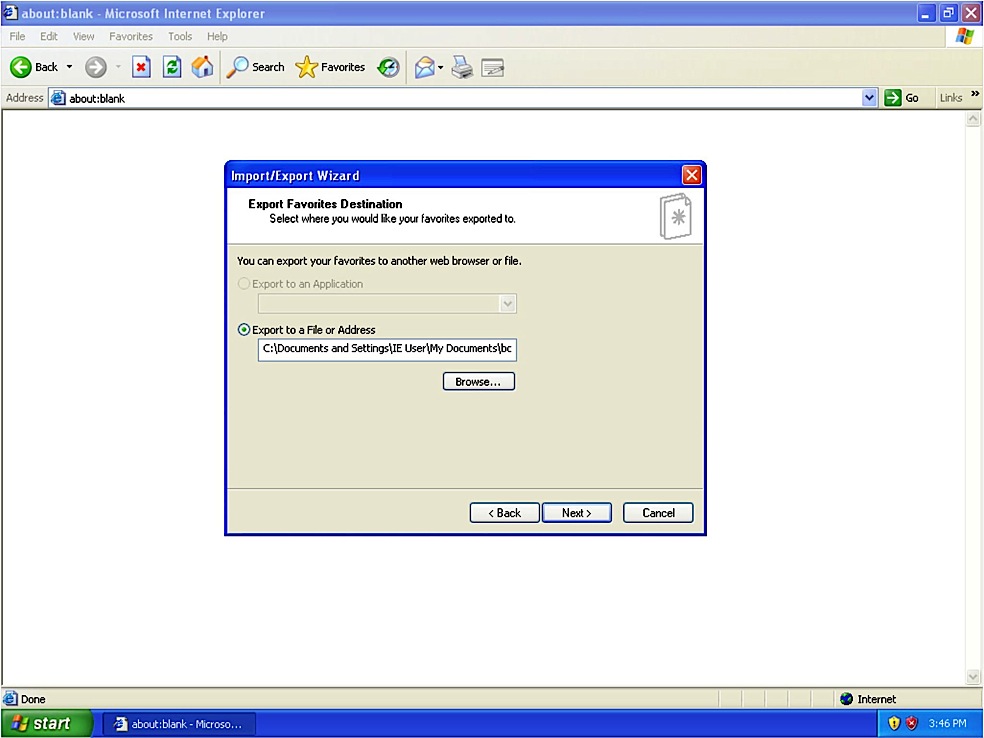 about:blank - Microsoft Internet Explorer
File Edit View Favorites Tools Help
Back Search Favorites
Address about:blank Go Links »
Import/Export Wizard
Export Favorites Destination
Select where you would like your favorites exported to.
You can export your favorites to another web browser or file.
Export to an Application
Export to a File or Address
C:\Documents and Settings\IE User\My Documents\bc
Browse...
< Back Next > Cancel
Done Internet
start about:blank - Microso... 3:46 PM